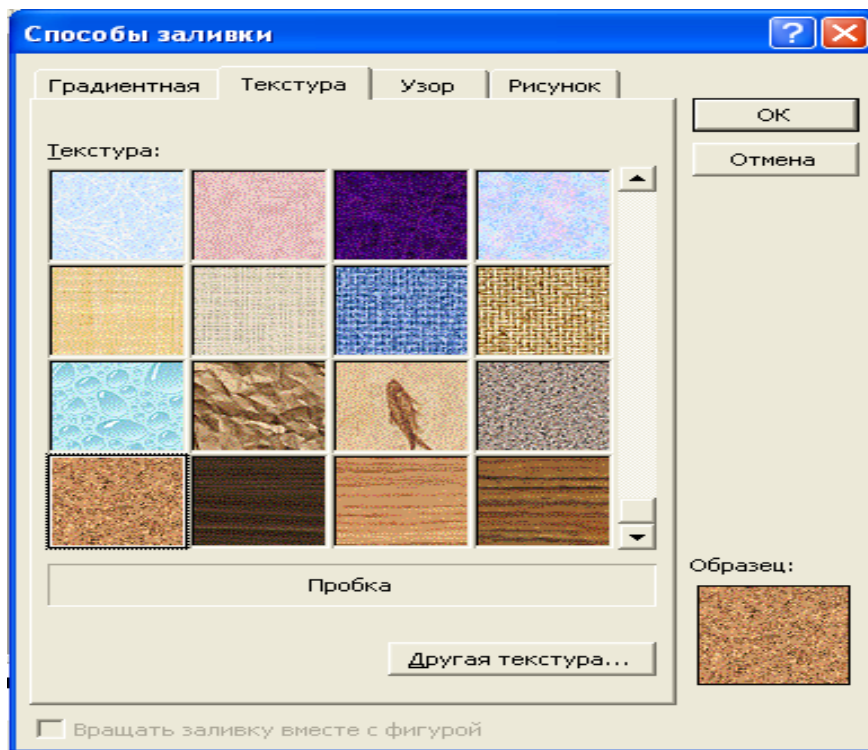 Способы заливки
Градиентная Текстура Узор Рисунок
ОК
Отмена
Текстура:
Пробка
Образец:
Другая текстура...
Вращать заливку вместе с фигурой